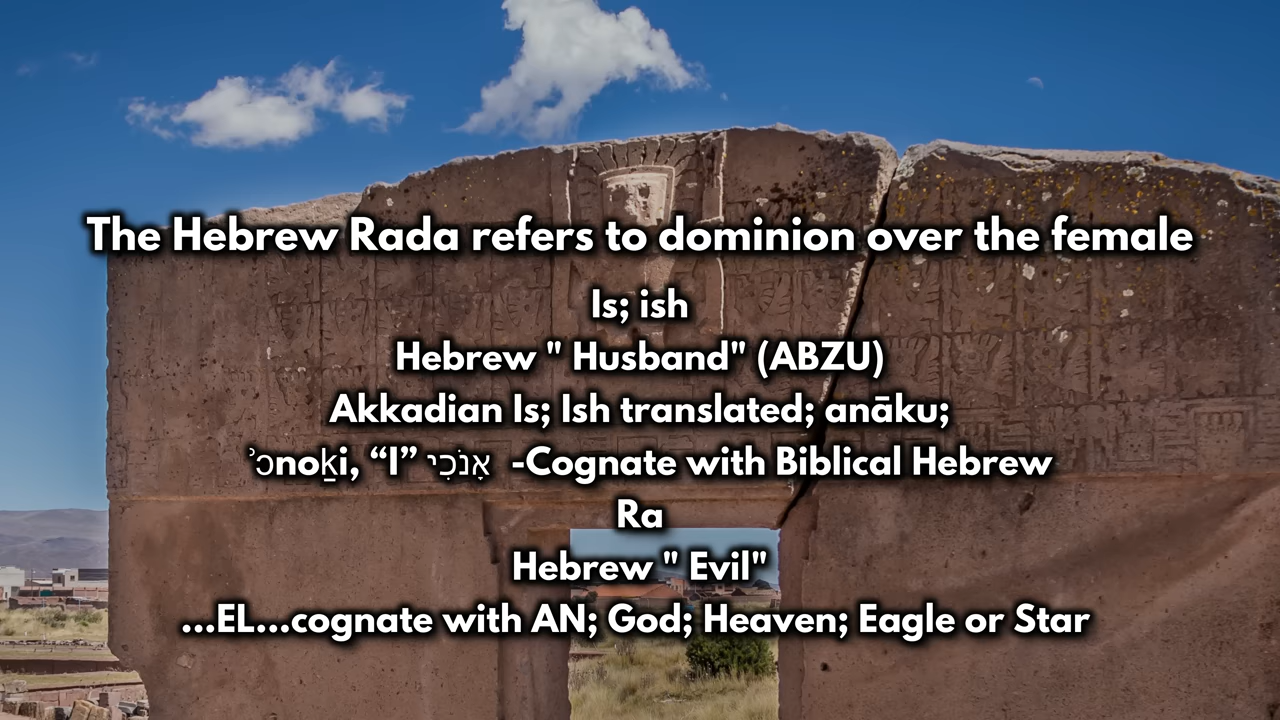 The Hebrew Rada refers to dominion over the female
Is; ish
Hebrew " Husband" (ABZU)
Akkadian Is; Ish translated; anāku;
ʾɔnoḵi, “I” אָנֹכִי -Cognate with Biblical Hebrew
Ra
Hebrew " Evil"
...EL...cognate with AN; God; Heaven; Eagle or Star